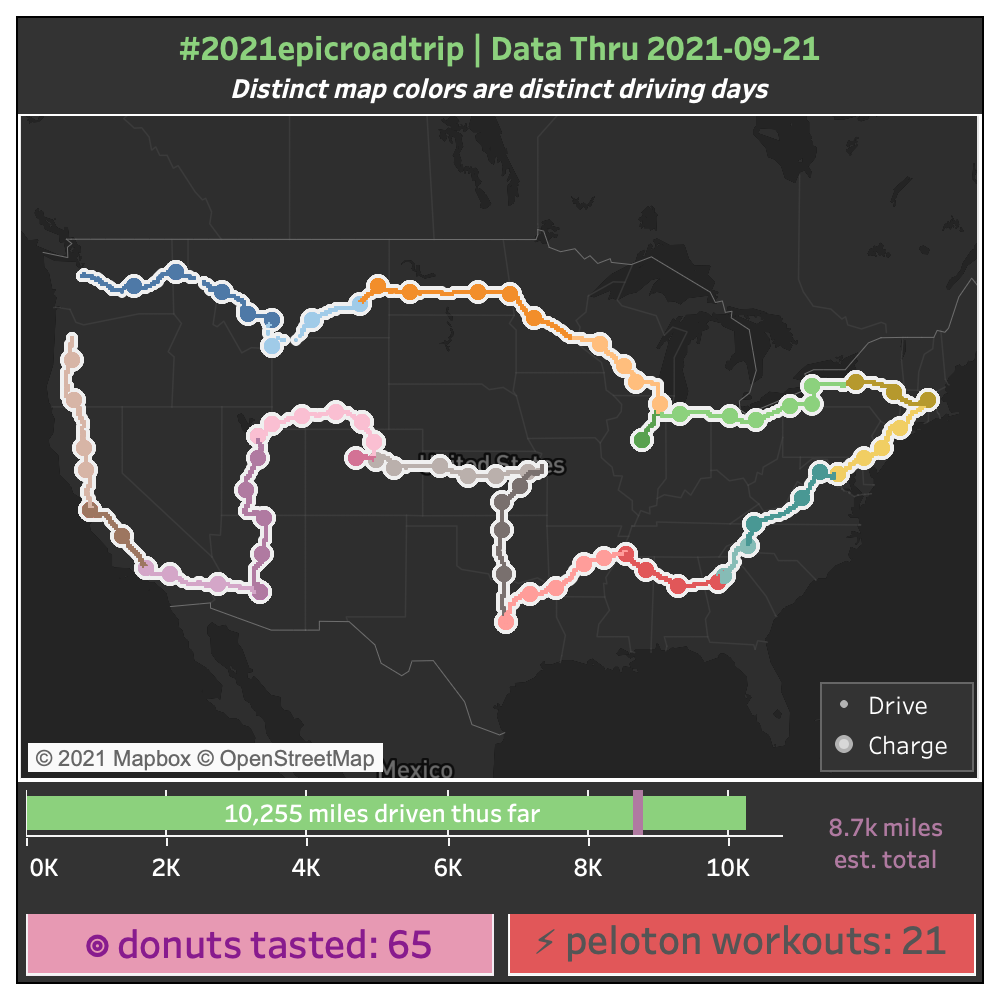 #2021epicroadtrip | Data Thru 2021-09-21
Distinct map colors are distinct driving days
United States
Drive
Charge
© 2021 Mapbox © OpenStreetMap
Mexico
10,255 miles driven thus far
8.7k miles
est. total
0K 2K 4K 6K 8K 10K
donuts tasted: 65
⚡ peloton workouts: 21